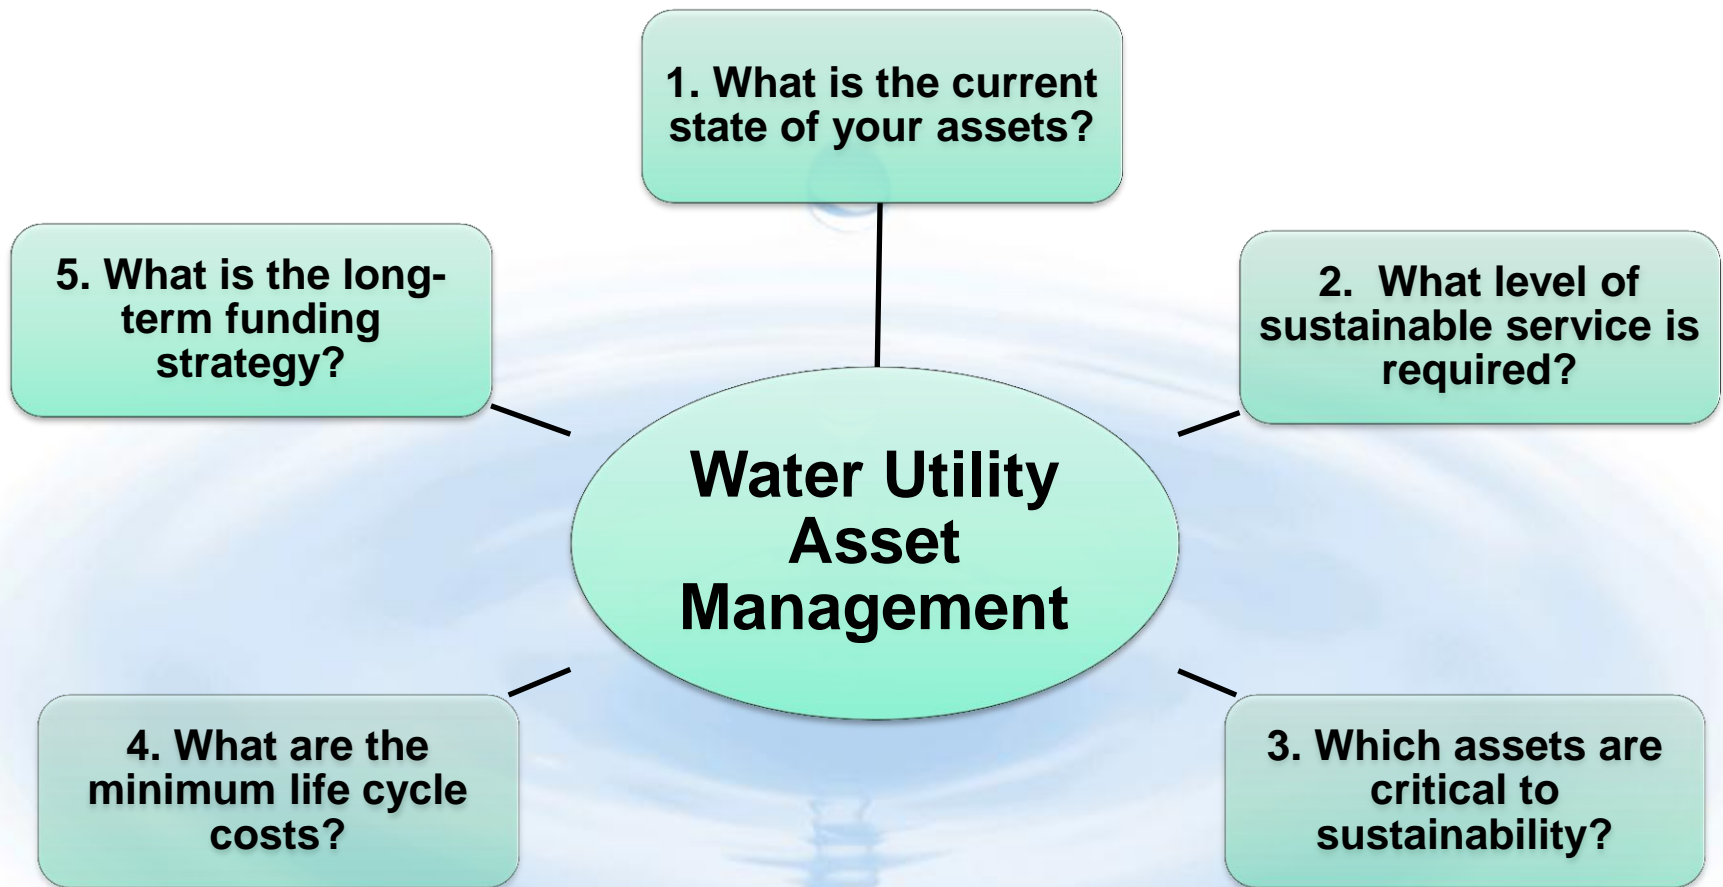 1. What is the current
state of your assets?
5. What is the long-
term funding
strategy?
2.  What level of
sustainable service is
required?
Water Utility
Asset
Management
4. What are the
minimum life cycle
costs?
3. Which assets are
critical to
sustainability?